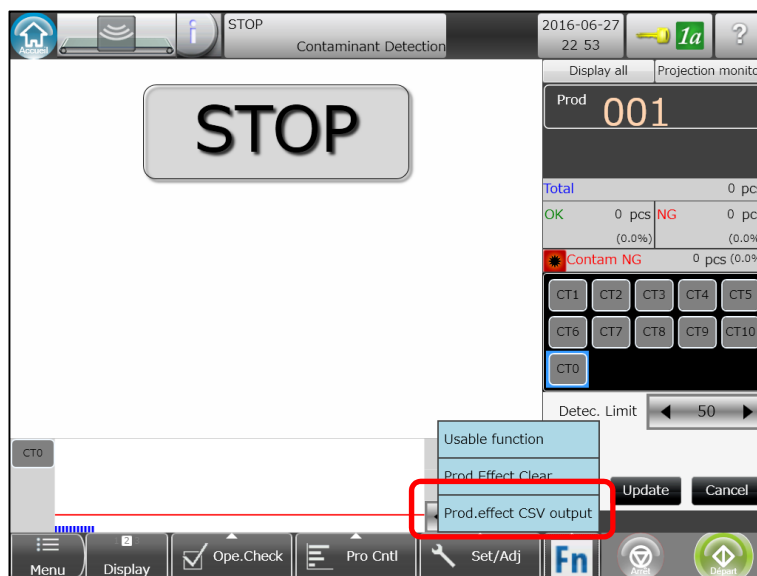 Accueil
STOP
Contaminant Detection
2016-06-27
22 53
1a
?
Display all
Projection monito
STOP
Prod
001
Total 0 pc
OK 0 pcs NG 0 pc
(0.0%) (0.0%
Contam NG 0 pcs (0.0%
CT1 CT2 CT3 CT4 CT5
CT6 CT7 CT8 CT9 CT10
CT0
Detec. Limit 50
CT0
Usable function
Prod.Effect Clear
Prod.effect CSV output
Update
Cancel
Menu
2
Display
Ope.Check
Pro Cntl
Set/Adj
Fn
Arrêt
Départ